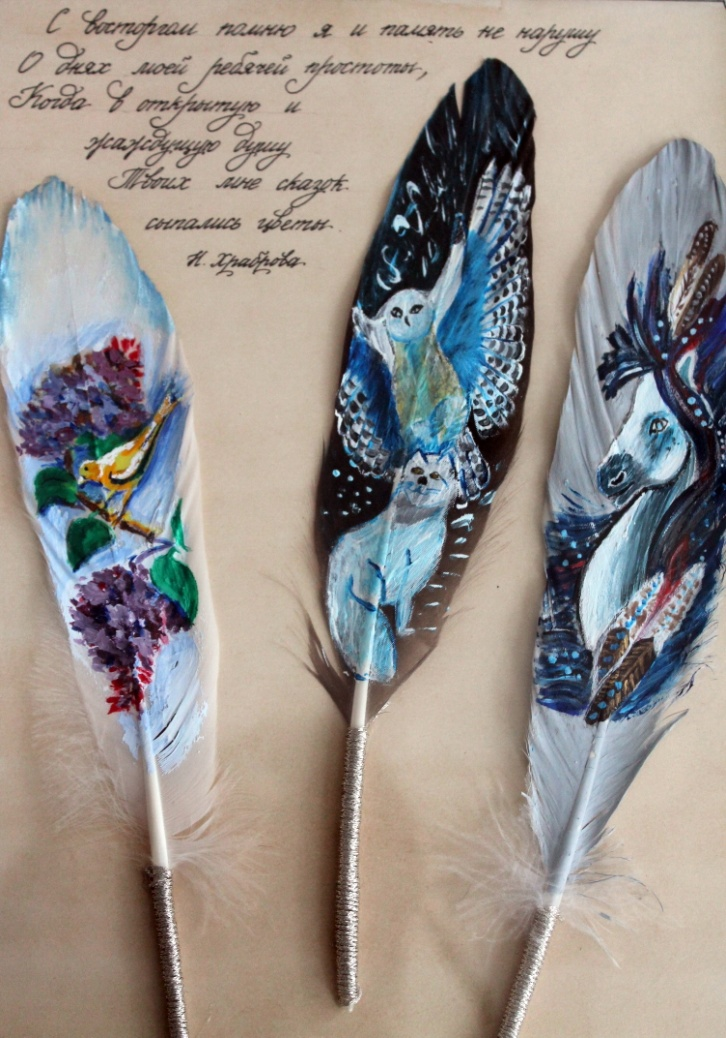 С восторгом помню я и память не нарушу
О днях моей ребячей простоты,
Когда в открытую и
жаждущую душу
Твоих мне сказок
сыпались цветы.
Н. Храброва.